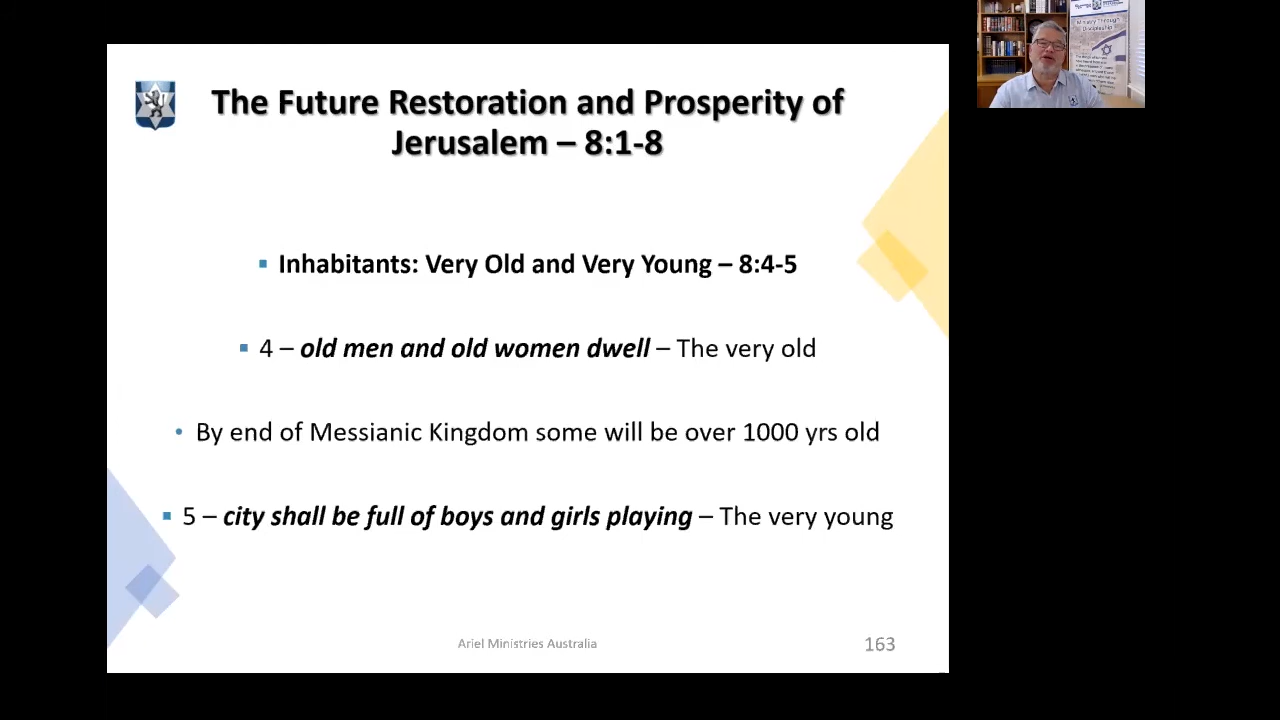 The Future Restoration and Prosperity of
Jerusalem – 8:1-8
▪ Inhabitants: Very Old and Very Young – 8:4-5
▪ 4 – old men and old women dwell – The very old
• By end of Messianic Kingdom some will be over 1000 yrs old
▪ 5 – city shall be full of boys and girls playing – The very young
Ariel Ministries Australia
163
Ministry Through
Discipleship